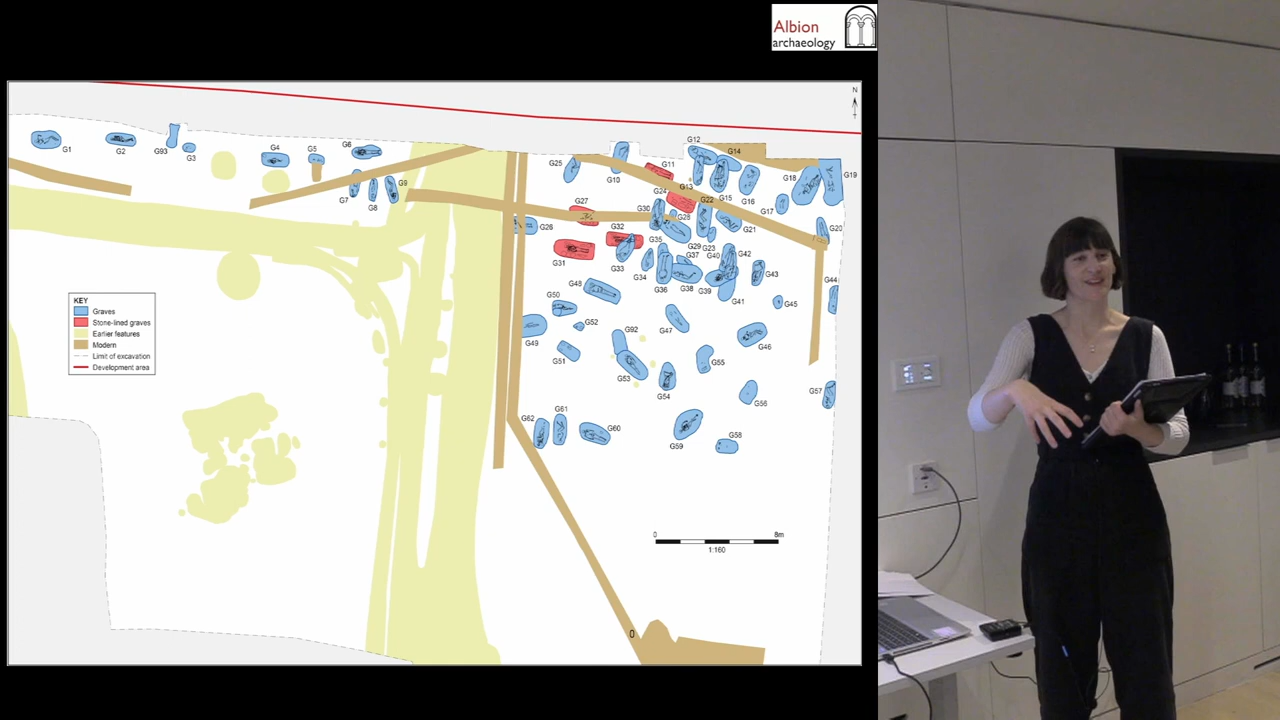 Albion
archaeology
N
G1
G2
G93
G3
G4
G5
G6
G7
G8
G9
G25
G10
G11
G12
G14
G19
G24
G13
G15
G16
G18
G17
G27
G30
G28
G22
G21
G20
G26
G32
G35
G29
G23
G31
G33
G34
G37
G40
G42
G43
G36
G38
G39
G41
G44
G48
G50
G52
G45
G49
G51
G92
G47
G46
G53
G54
G55
G56
G57
G62
G61
G60
G59
G58
KEY
Graves
Stone-lined graves
Earlier features
Modern
Limit of excavation
Development area
0 8m
1:160
0